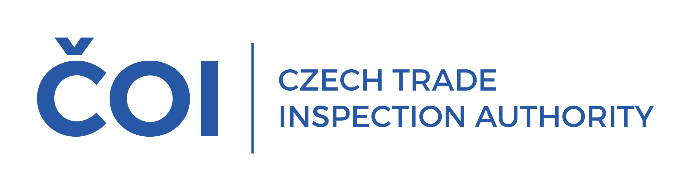 ČOI
CZECH TRADE
INSPECTION AUTHORITY